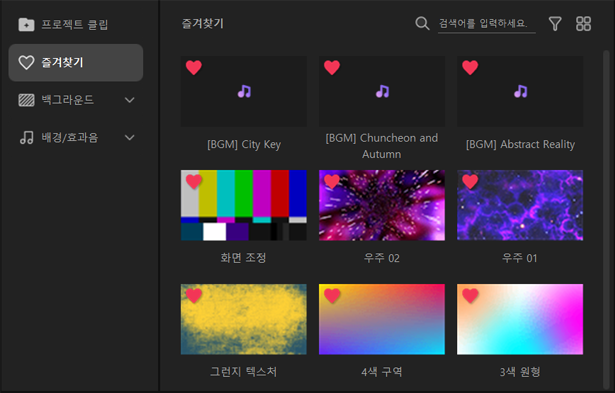 프로젝트 클립
즐겨찾기
백그라운드
배경/효과음
즐겨찾기
검색어를 입력하세요.
[BGM] City Key
[BGM] Chuncheon and
Autumn
[BGM] Abstract Reality
화면 조정
우주 02
우주 01
그런지 텍스처
4색 구역
3색 원형